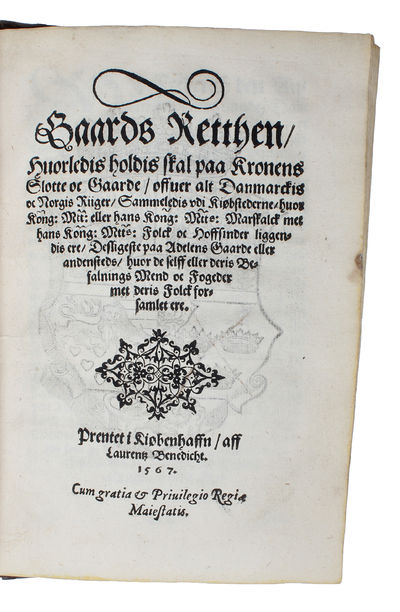 Gaards Retthen/
Huorledis holdis skal paa Kronens
Slotte oc Gaarde/ offuer alt Danmarckis
oc Norgis Riiger/ Sammeledis vdi Kiøbstederne/ huor
Kong: Mit: eller hans Kong: Mits: Marskalck met
hans Kong: Mits: Folck oc Hoffsinder liggen-
dis ere/ Desligeste paa Adelens Gaarde eller
andensteds/ huor de selff eller deris Be-
falnings Mend oc Fogeder
met deris Folck for-
samlet ere.
Prentet i Kiøbenhaffn/ aff
Laurentz Benedicht.
1567.
Cum gratia & Priuilegio Regiæ
Maiestatis.